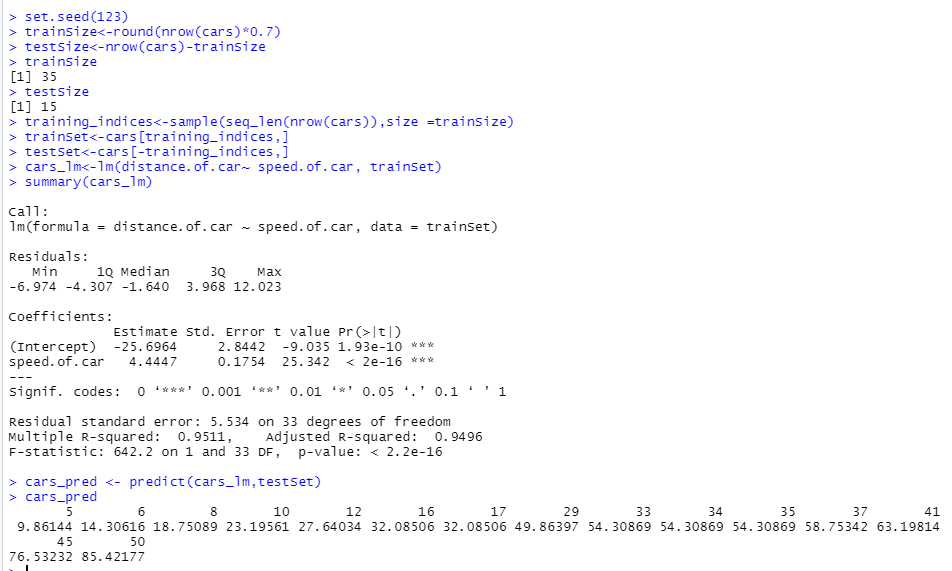 > set.seed(123)
> trainSize<-round(nrow(cars)*0.7)
> testSize<-nrow(cars)-trainSize
> trainSize
[1] 35
> testSize
[1] 15
> training_indices<-sample(seq_len(nrow(cars)),size =trainSize)
> trainSet<-cars[training_indices,]
> testSet<-cars[-training_indices,]
> cars_lm<-lm(distance.of.car~ speed.of.car, trainSet)
> summary(cars_lm)
Call:
lm(formula = distance.of.car ~ speed.of.car, data = trainSet)
Residuals:
   Min     1Q Median     3Q    Max
-6.974 -4.307 -1.640  3.968 12.023
Coefficients:
             Estimate Std. Error t value Pr(>|t|)
(Intercept)  -25.6964     2.8442  -9.035 1.93e-10 ***
speed.of.car   4.4447     0.1754  25.342  < 2e-16 ***
---
Signif. codes:  0 ‘***’ 0.001 ‘**’ 0.01 ‘*’ 0.05 ‘.’ 0.1 ‘ ’ 1
Residual standard error: 5.534 on 33 degrees of freedom
Multiple R-squared:  0.9511,    Adjusted R-squared:  0.9496
F-statistic: 642.2 on 1 and 33 DF,  p-value: < 2.2e-16
> cars_pred <- predict(cars_lm,testSet)
> cars_pred
       5        6        8       10       12       16       17       29       33       34       35       37       41
 9.86144 14.30616 18.75089 23.19561 27.64034 32.08506 32.08506 49.86397 54.30869 54.30869 54.30869 58.75342 63.19814
      45       50
76.53232 85.42177
>